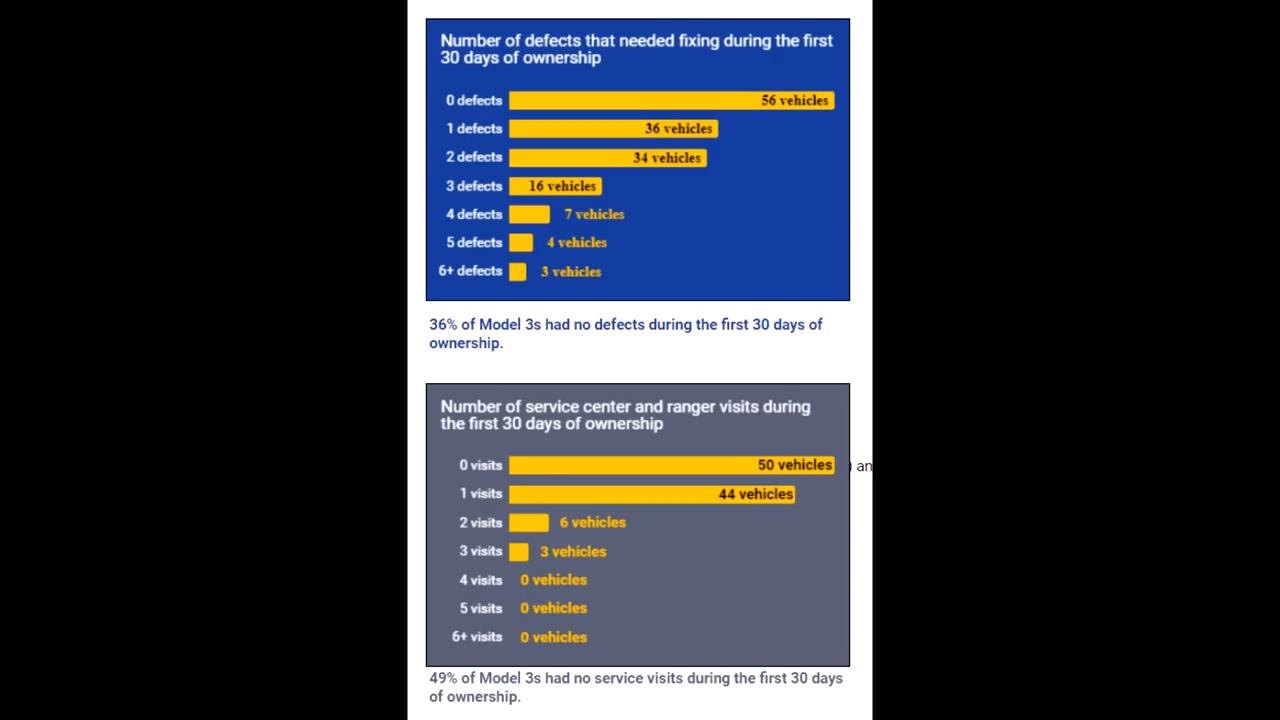 Number of defects that needed fixing during the first
30 days of ownership
0 defects 56 vehicles
1 defects 36 vehicles
2 defects 34 vehicles
3 defects 16 vehicles
4 defects 7 vehicles
5 defects 4 vehicles
6+ defects 3 vehicles
36% of Model 3s had no defects during the first 30 days of
ownership.
Number of service center and ranger visits during
the first 30 days of ownership
0 visits 50 vehicles
) an
1 visits 44 vehicles
2 visits 6 vehicles
3 visits 3 vehicles
4 visits 0 vehicles
5 visits 0 vehicles
6+ visits 0 vehicles
49% of Model 3s had no service visits during the first 30 days
of ownership.